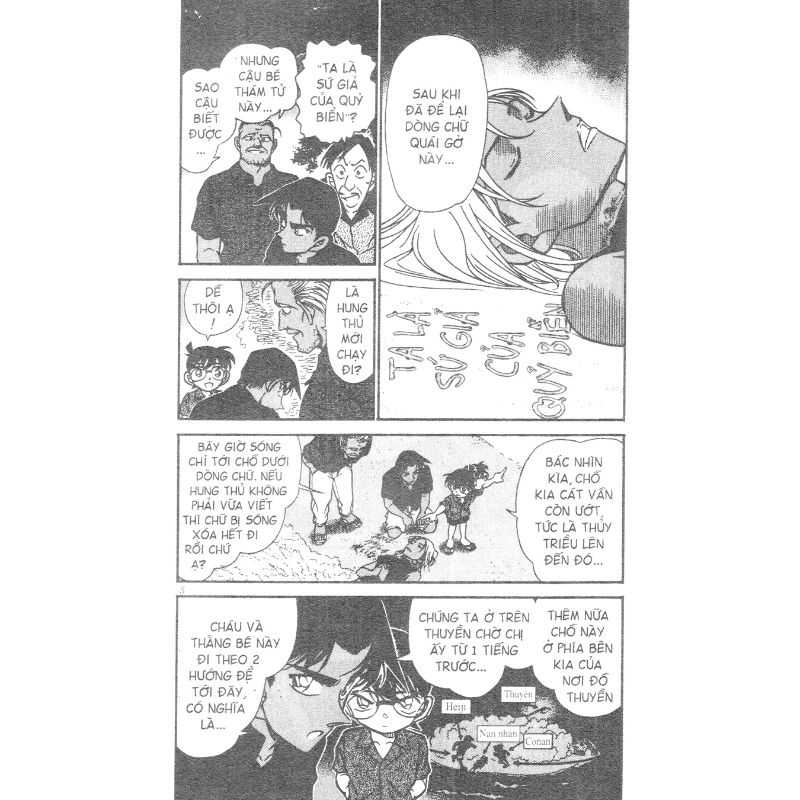 SAU KHI
ĐÃ ĐỂ LẠI
DÒNG CHỮ
QUÁI GỞ
NÀY...
TA LÀ
SỨ GIẢ
CỦA
QUỶ BIỂN
"TA LÀ
SỨ GIẢ
CỦA QUỶ
BIỂN"?
NHƯNG
CẬU BÉ
THÁM TỬ
NÀY...
SAO
CẬU
BIẾT
ĐƯỢC
...
LÀ
HUNG
THỦ
MỚI
CHẠY
ĐI?
DỄ
THÔI Ạ
!
BÁC NHÌN
KÌA, CHỖ
KIA CÁT VẪN
CÒN ƯỚT,
TỨC LÀ THỦY
TRIỀU LÊN
ĐẾN ĐÓ...
BÂY GIỜ SÓNG
CHỈ TỚI CHỖ DƯỚI
DÒNG CHỮ. NẾU
HUNG THỦ KHÔNG
PHẢI VỪA VIẾT
THÌ CHỮ BỊ SÓNG
XÓA HẾT ĐI
RỒI CHỨ
Ạ?
5
THÊM NỮA
CHỖ NÀY
Ở PHÍA BÊN
KIA CỦA
NƠI ĐỖ
THUYỀN
CHÚNG TA Ở TRÊN
THUYỀN CHỜ CHỊ
ẤY TỪ 1 TIẾNG
TRƯỚC...
Thuyền
Heiji
Nạn nhân
Conan
CHÁU VÀ
THẰNG BÉ NÀY
ĐI THEO 2
HƯỚNG ĐỂ
TỚI ĐÂY,
CÓ NGHĨA
LÀ...